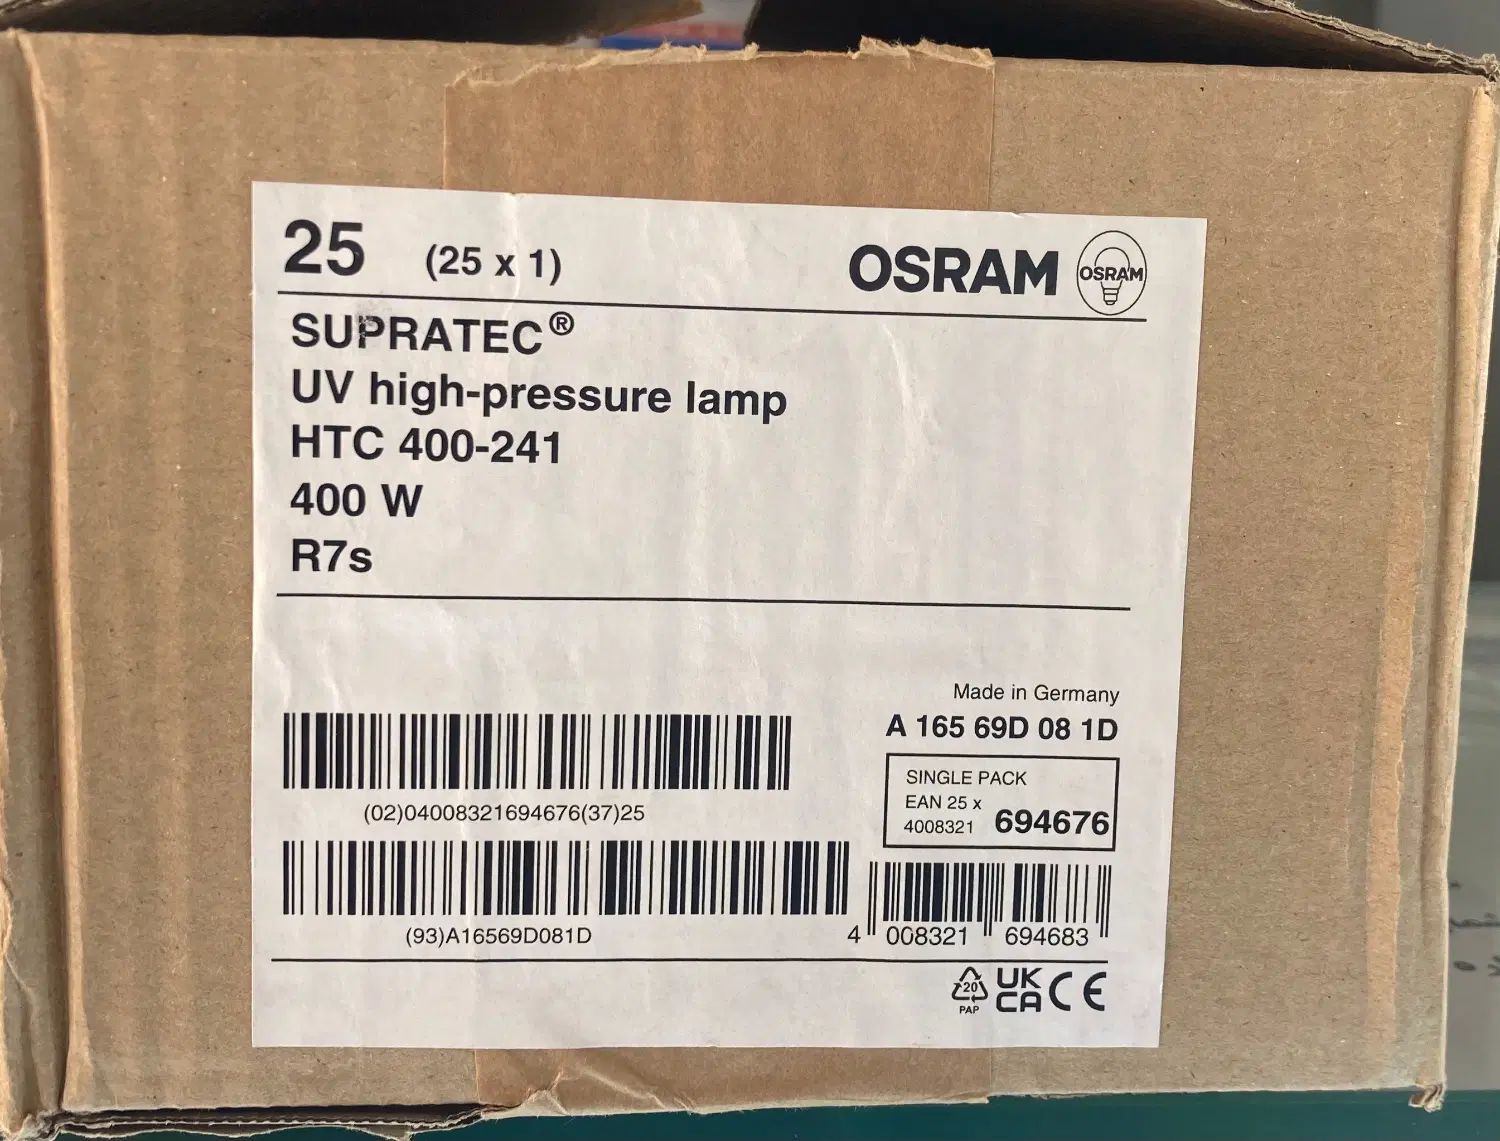 25 (25 x 1)
OSRAM OSRAM
SUPRATEC®
UV high-pressure lamp
HTC 400-241
400 W
R7s
Made in Germany
A 165 69D 08 1D
SINGLE PACK
EAN 25 x
4008321 694676
(02)04008321694676(37)25
(93)A16569D081D
4 008321 694683
20
PAP
UK
CA CE